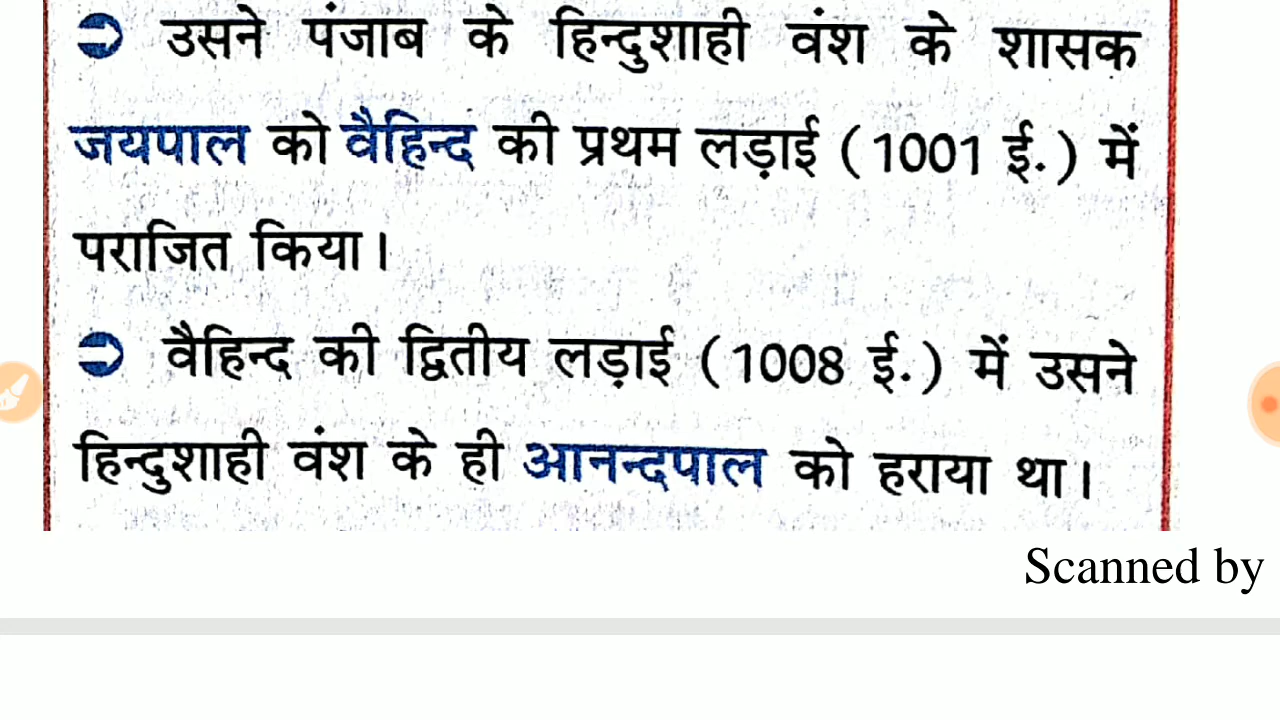 ➲ उसने पंजाब के हिन्दुशाही वंश के शासक
जयपाल को वैहिन्द की प्रथम लड़ाई (1001 ई.) में
पराजित किया।
➲ वैहिन्द की द्वितीय लड़ाई (1008 ई.) में उसने
हिन्दुशाही वंश के ही आनन्दपाल को हराया था।
Scanned by